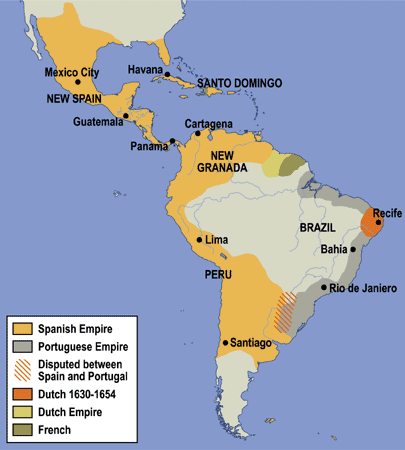 Havana
Mexico City
SANTO DOMINGO
NEW SPAIN
Guatemala
Cartagena
Panama
NEW
GRANADA
Recife
BRAZIL
Lima
Bahia
PERU
Rio de Janiero
Santiago
Spanish Empire
Portuguese Empire
Disputed between
Spain and Portugal
Dutch 1630-1654
Dutch Empire
French